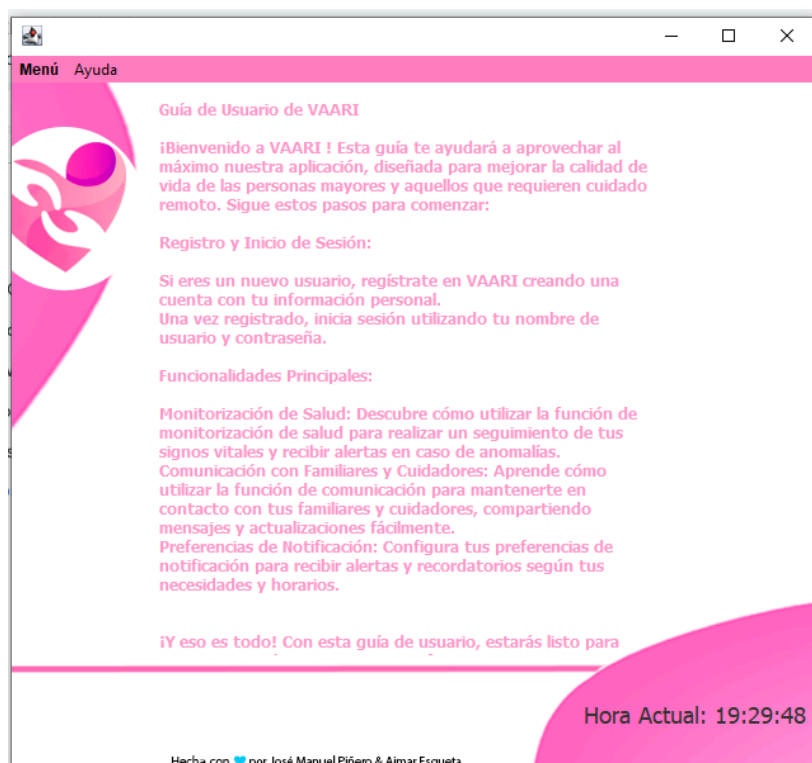 Menú Ayuda
Guía de Usuario de VAARI
¡Bienvenido a VAARI ! Esta guía te ayudará a aprovechar al
máximo nuestra aplicación, diseñada para mejorar la calidad de
vida de las personas mayores y aquellos que requieren cuidado
remoto. Sigue estos pasos para comenzar:
Registro y Inicio de Sesión:
Si eres un nuevo usuario, regístrate en VAARI creando una
cuenta con tu información personal.
Una vez registrado, inicia sesión utilizando tu nombre de
usuario y contraseña.
Funcionalidades Principales:
Monitorización de Salud: Descubre cómo utilizar la función de
monitorización de salud para realizar un seguimiento de tus
signos vitales y recibir alertas en caso de anomalías.
Comunicación con Familiares y Cuidadores: Aprende cómo
utilizar la función de comunicación para mantenerte en
contacto con tus familiares y cuidadores, compartiendo
mensajes y actualizaciones fácilmente.
Preferencias de Notificación: Configura tus preferencias de
notificación para recibir alertas y recordatorios según tus
necesidades y horarios.
¡Y eso es todo! Con esta guía de usuario, estarás listo para
Hora Actual: 19:29:48
Hecha con por José Manuel Piñero & Aimar Esqueta